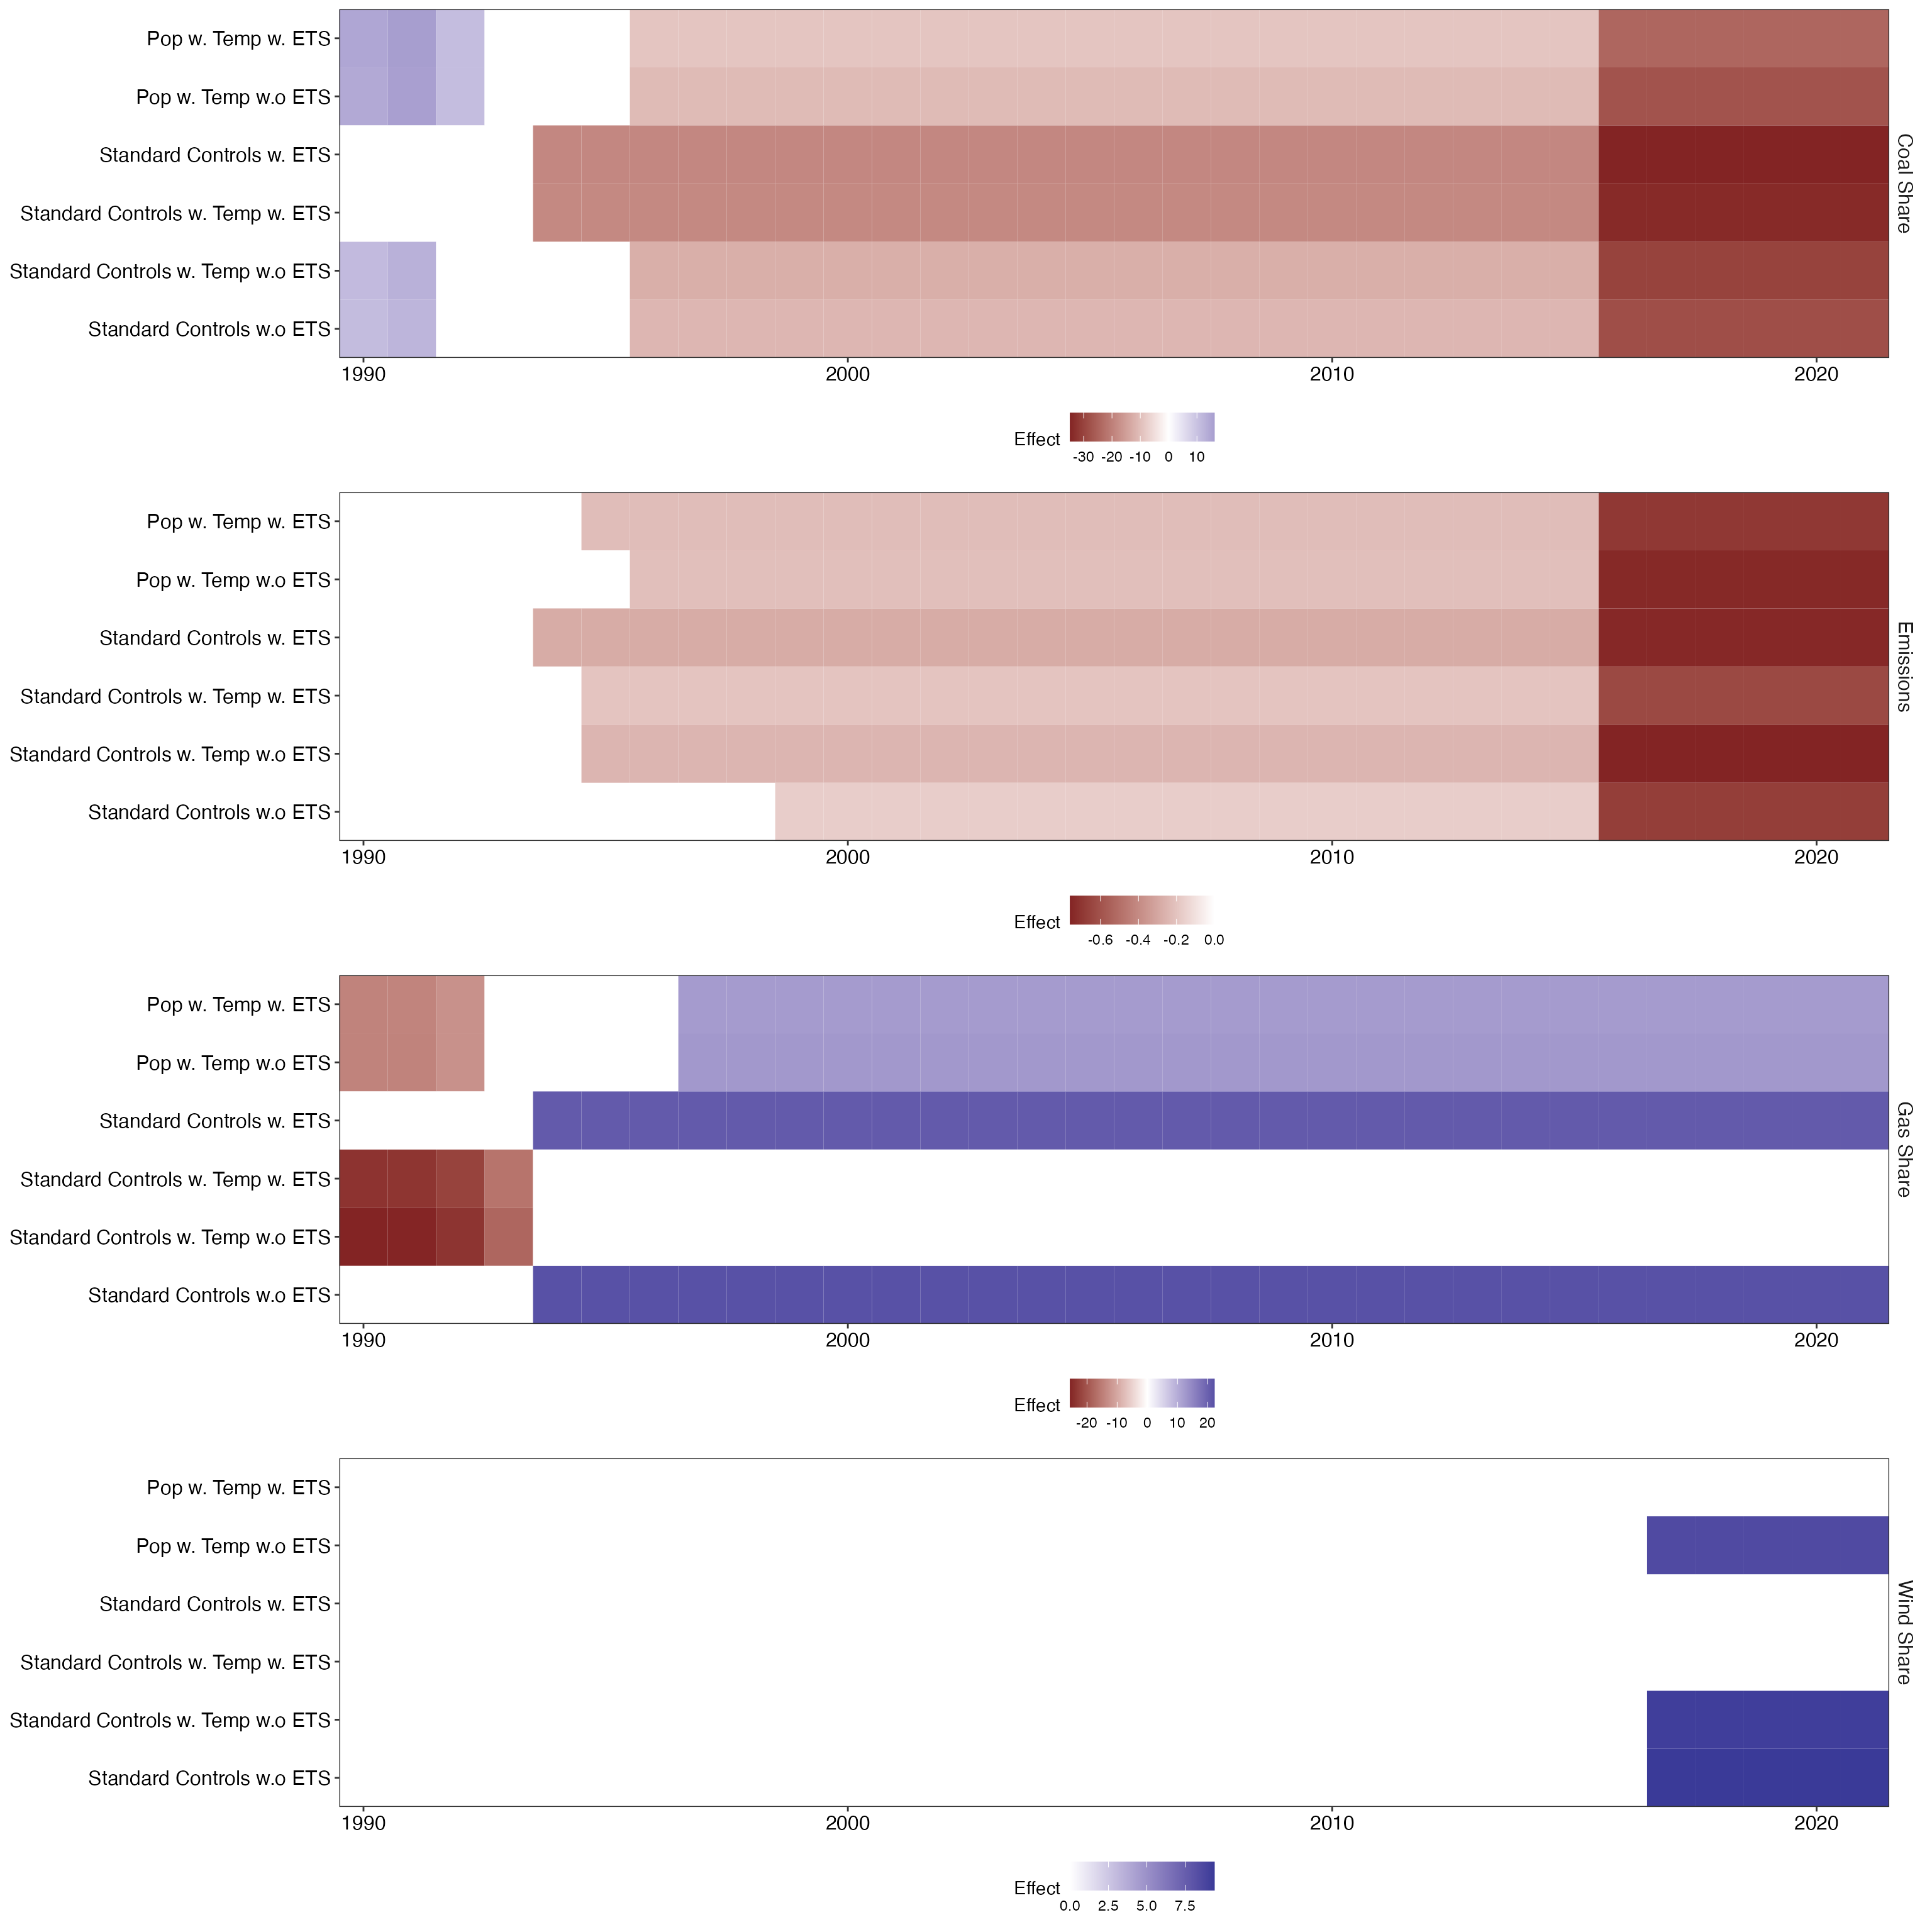 Pop w. Temp w. ETS
Pop w. Temp w.o ETS
Standard Controls w. ETS
Standard Controls w. Temp w. ETS
Standard Controls w. Temp w.o ETS
Standard Controls w.o ETS
Coal Share
1990 2000 2010 2020
Effect
-30 -20 -10 0 10
Pop w. Temp w. ETS
Pop w. Temp w.o ETS
Standard Controls w. ETS
Standard Controls w. Temp w. ETS
Standard Controls w. Temp w.o ETS
Standard Controls w.o ETS
Emissions
1990 2000 2010 2020
Effect
-0.6 -0.4 -0.2 0.0
Pop w. Temp w. ETS
Pop w. Temp w.o ETS
Standard Controls w. ETS
Standard Controls w. Temp w. ETS
Standard Controls w. Temp w.o ETS
Standard Controls w.o ETS
Gas Share
1990 2000 2010 2020
Effect
-20 -10 0 10 20
Pop w. Temp w. ETS
Pop w. Temp w.o ETS
Standard Controls w. ETS
Standard Controls w. Temp w. ETS
Standard Controls w. Temp w.o ETS
Standard Controls w.o ETS
Wind Share
1990 2000 2010 2020
Effect
0.0 2.5 5.0 7.5